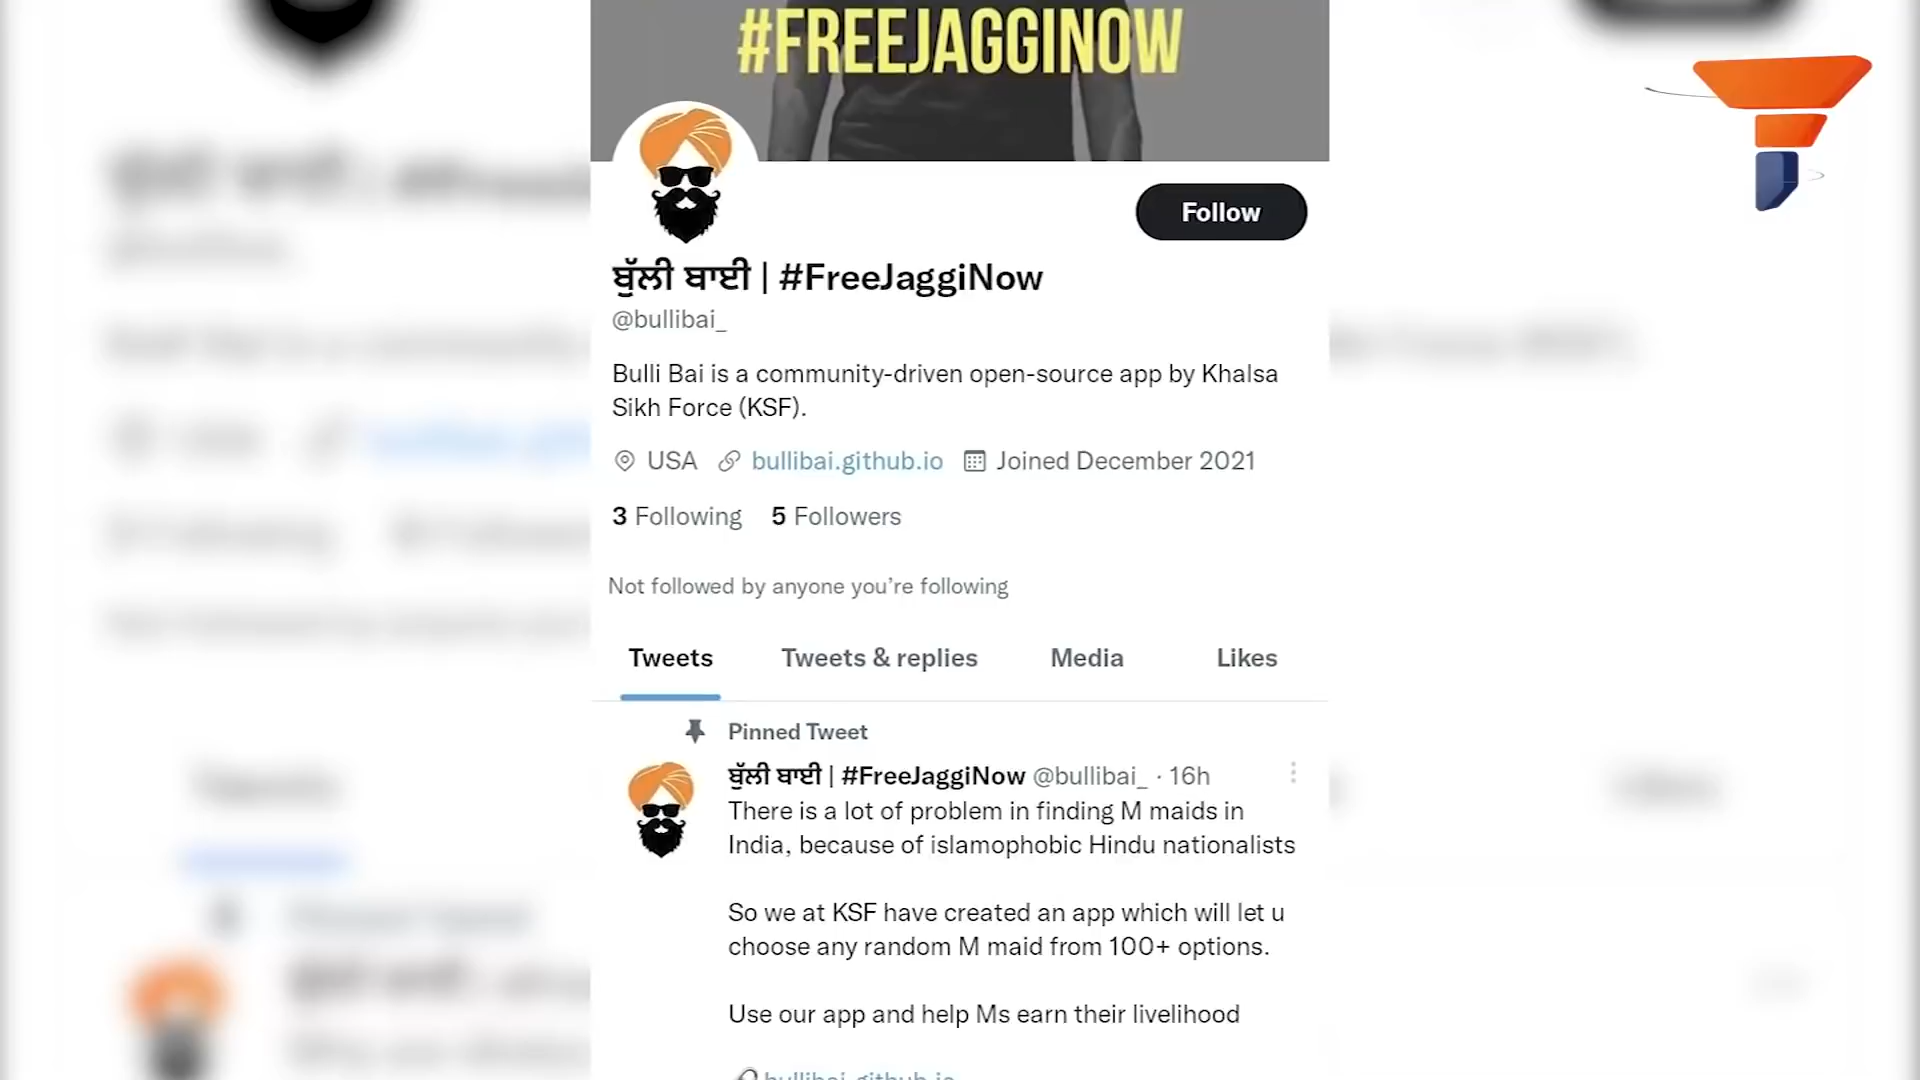 #FREEJAGGINOW
Follow
ਬੁੱਲੀ ਬਾਈ | #FreeJaggiNow
@bullibai_
Bulli Bai is a community-driven open-source app by Khalsa
Sikh Force (KSF).
USA bullibai.github.io Joined December 2021
3 Following 5 Followers
Not followed by anyone you’re following
Tweets Tweets & replies Media Likes
Pinned Tweet
ਬੁੱਲੀ ਬਾਈ | #FreeJaggiNow @bullibai_ · 16h
There is a lot of problem in finding M maids in
India, because of islamophobic Hindu nationalists
So we at KSF have created an app which will let u
choose any random M maid from 100+ options.
Use our app and help Ms earn their livelihood
bullibai.github.io